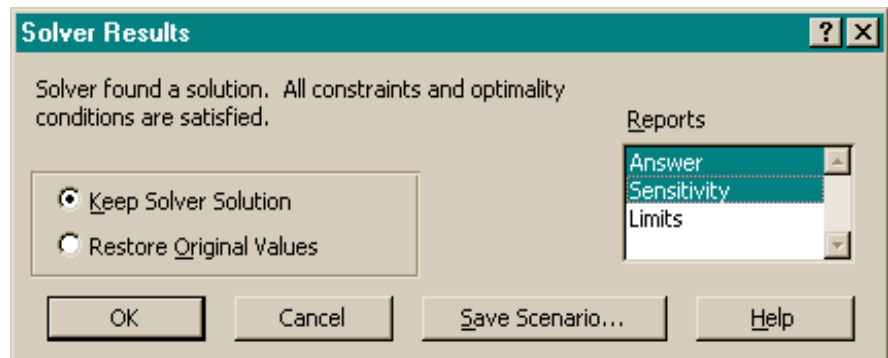 Solver Results
Solver found a solution. All constraints and optimality
conditions are satisfied.
Reports
Answer
Sensitivity
Limits
Keep Solver Solution
Restore Original Values
OK Cancel Save Scenario... Help